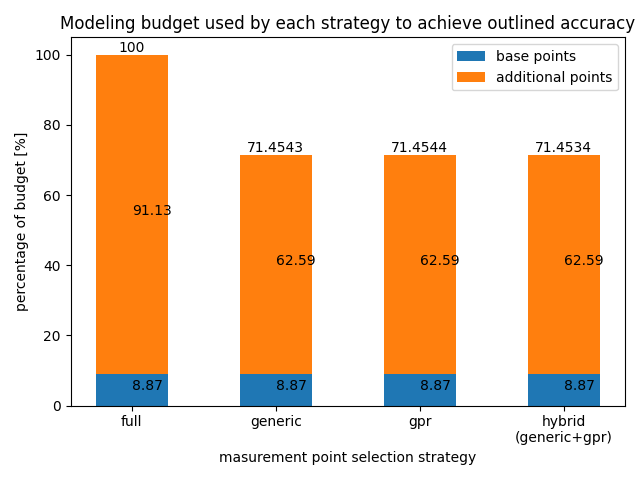 Modeling budget used by each strategy to achieve outlined accuracy
base points
additional points
percentage of budget [%]
100
80
60
40
20
0
100
71.4543
71.4544
71.4534
91.13
62.59
62.59
62.59
8.87
8.87
8.87
8.87
full
generic
gpr
hybrid
(generic+gpr)
masurement point selection strategy